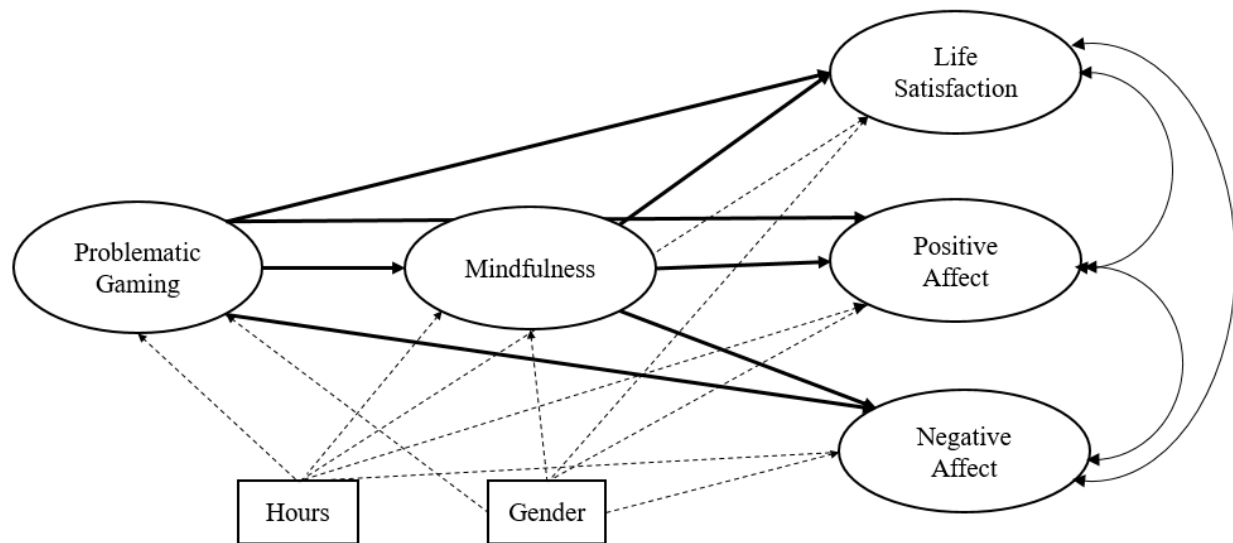 Life
Satisfaction
Problematic
Gaming
Mindfulness
Positive
Affect
Negative
Affect
Hours
Gender